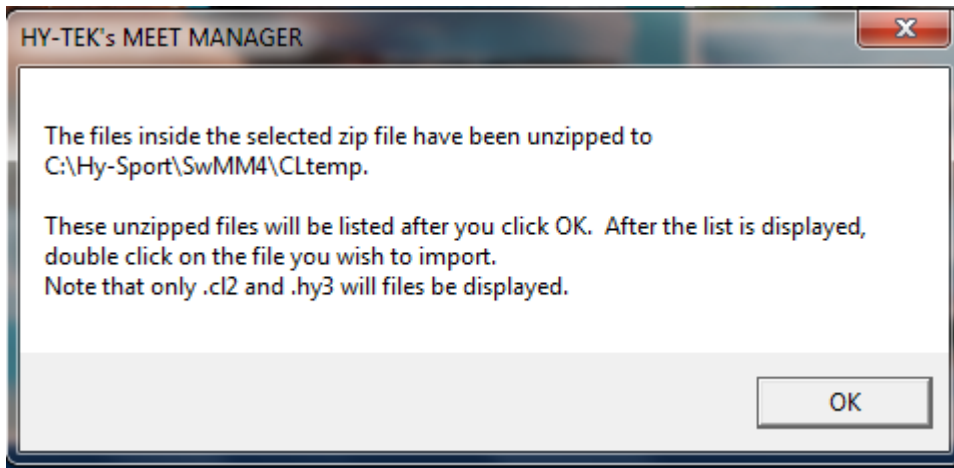 HY-TEK's MEET MANAGER
The files inside the selected zip file have been unzipped to
C:\Hy-Sport\SwMM4\CLtemp.
These unzipped files will be listed after you click OK.  After the list is displayed,
double click on the file you wish to import.
Note that only .cl2 and .hy3 will files be displayed.
OK